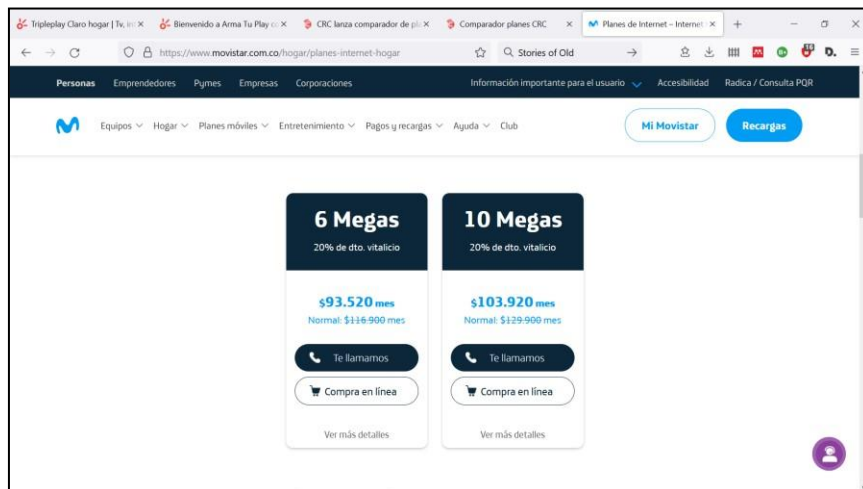 Tripleplay Claro hogar | Tv, in
Bienvenido a Arma Tu Play co
CRC lanza comparador de pla
Comparador planes CRC
Planes de Internet – Internet
https://www.movistar.com.co/hogar/planes-internet-hogar
Stories of Old
Personas Emprendedores Pymes Empresas Corporaciones Información importante para el usuario Accesibilidad Radica / Consulta PQR
Equipos Hogar Planes móviles Entretenimiento Pagos y recargas Ayuda Club Mi Movistar Recargas
6 Megas
20% de dto. vitalicio
$93.520 mes
Normal: $116.900 mes
Te llamamos
Compra en línea
Ver más detalles
10 Megas
20% de dto. vitalicio
$103.920 mes
Normal: $129.900 mes
Te llamamos
Compra en línea
Ver más detalles